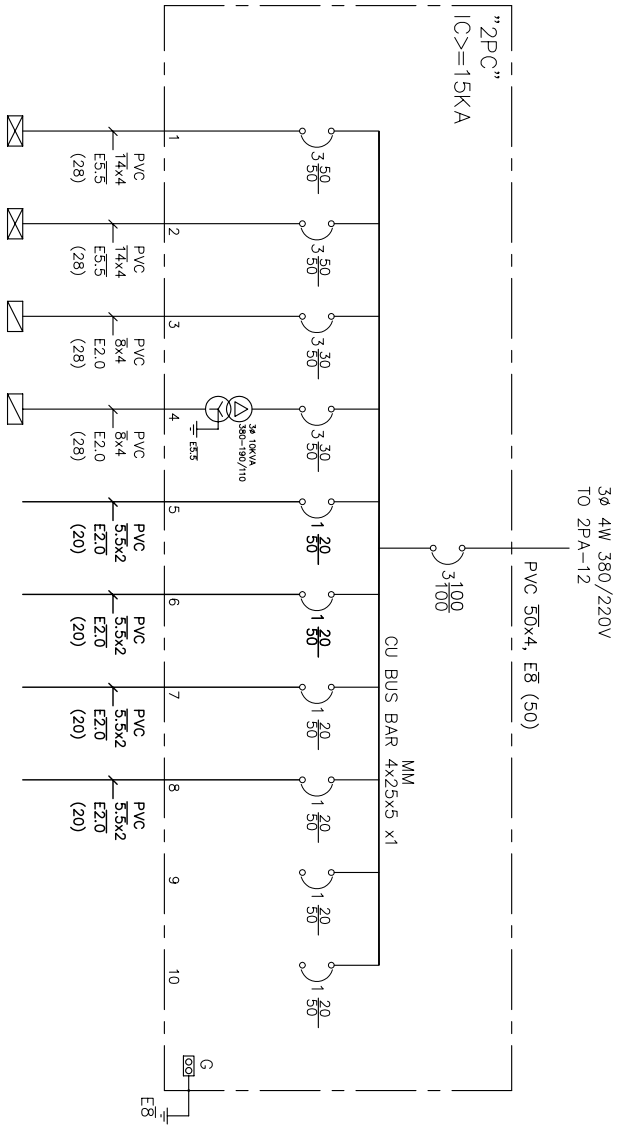 3ø 4W 380/220V
TO 2PA-12
"2PC"
IC>=15KA
PVC 50x4, E8 (50)
3 100
100
MM
CU BUS BAR 4x25x5 x1
3 50
50
3 50
50
3 30
50
3 30
50
1 20
50
1 20
50
1 20
50
1 20
50
1 20
50
1 20
50
3ø 10KVA
380-190/110
E5.5
1
2
3
4
5
6
7
8
9
10
G
E8
PVC
14x4
E5.5
(28)
PVC
14x4
E5.5
(28)
PVC
8x4
E2.0
(28)
PVC
8x4
E2.0
(28)
PVC
5.5x2
E2.0
(20)
PVC
5.5x2
E2.0
(20)
PVC
5.5x2
E2.0
(20)
PVC
5.5x2
E2.0
(20)